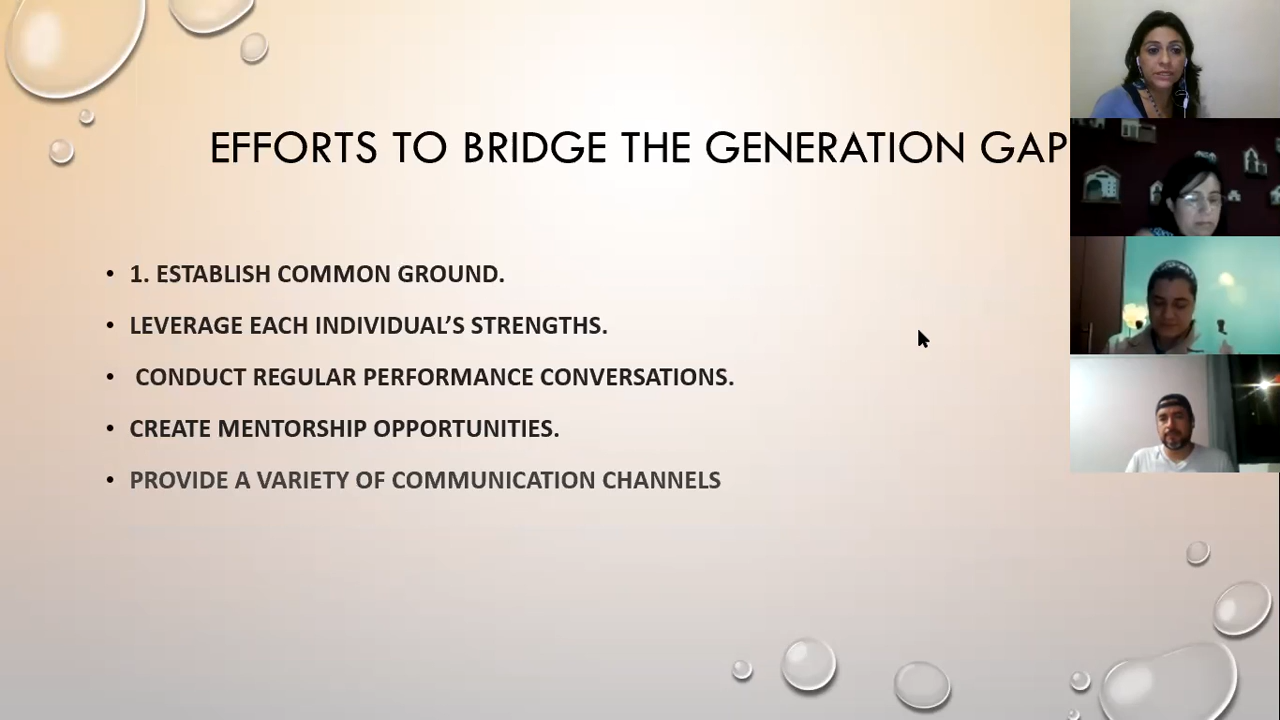 EFFORTS TO BRIDGE THE GENERATION GAP
• 1. ESTABLISH COMMON GROUND.
• LEVERAGE EACH INDIVIDUAL’S STRENGTHS.
• CONDUCT REGULAR PERFORMANCE CONVERSATIONS.
• CREATE MENTORSHIP OPPORTUNITIES.
• PROVIDE A VARIETY OF COMMUNICATION CHANNELS